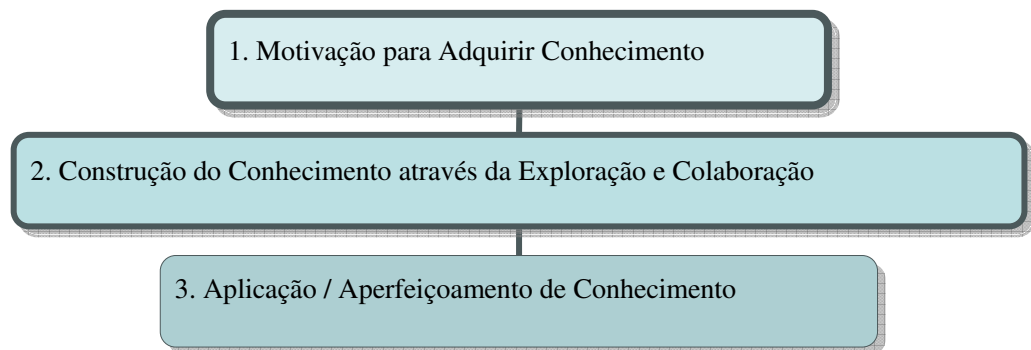 1. Motivação para Adquirir Conhecimento
2. Construção do Conhecimento através da Exploração e Colaboração
3. Aplicação / Aperfeiçoamento de Conhecimento